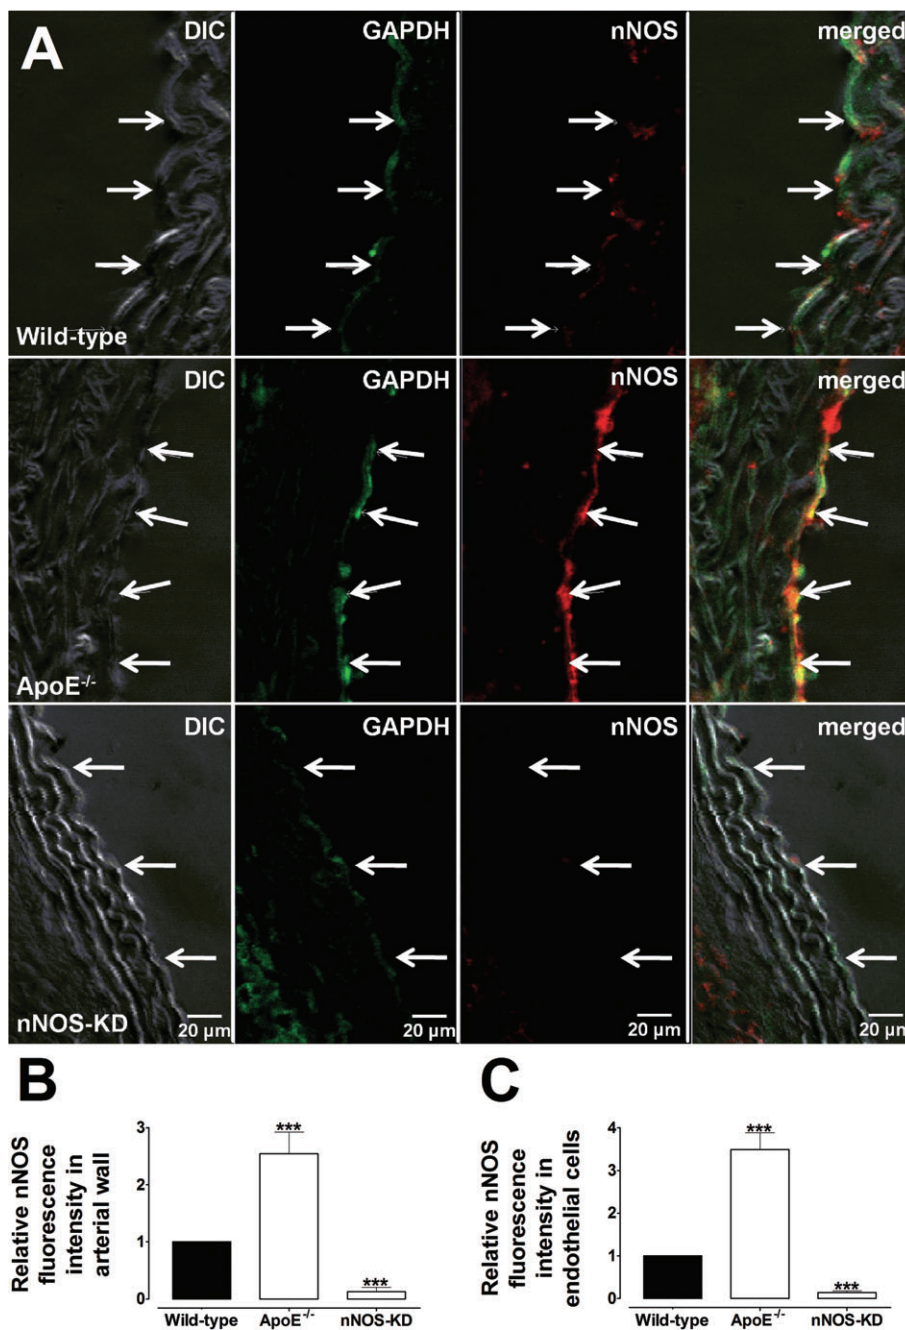 A
DIC GAPDH nNOS merged
Wild-type
DIC GAPDH nNOS merged
ApoE-/-
DIC GAPDH nNOS merged
nNOS-KD
20 µm 20 µm 20 µm 20 µm
B
Relative nNOS
fluorescence
intensity in
arterial wall
3
2
1
0
***
***
Wild-type ApoE-/- nNOS-KD
C
Relative nNOS
fluorescence
intensity in
endothelial cells
4
3
2
1
0
***
***
Wild-type ApoE-/- nNOS-KD